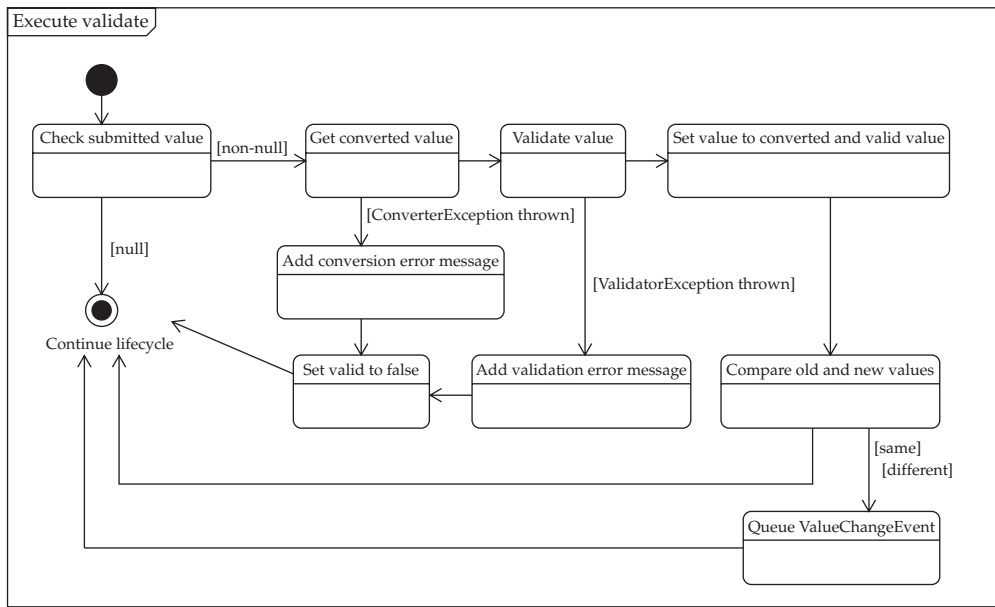 Execute validate
Check submitted value
[non-null]
Get converted value
Validate value
Set value to converted and valid value
[ConverterException thrown]
[null]
Add conversion error message
[ValidatorException thrown]
Continue lifecycle
Set valid to false
Add validation error message
Compare old and new values
[same]
[different]
Queue ValueChangeEvent